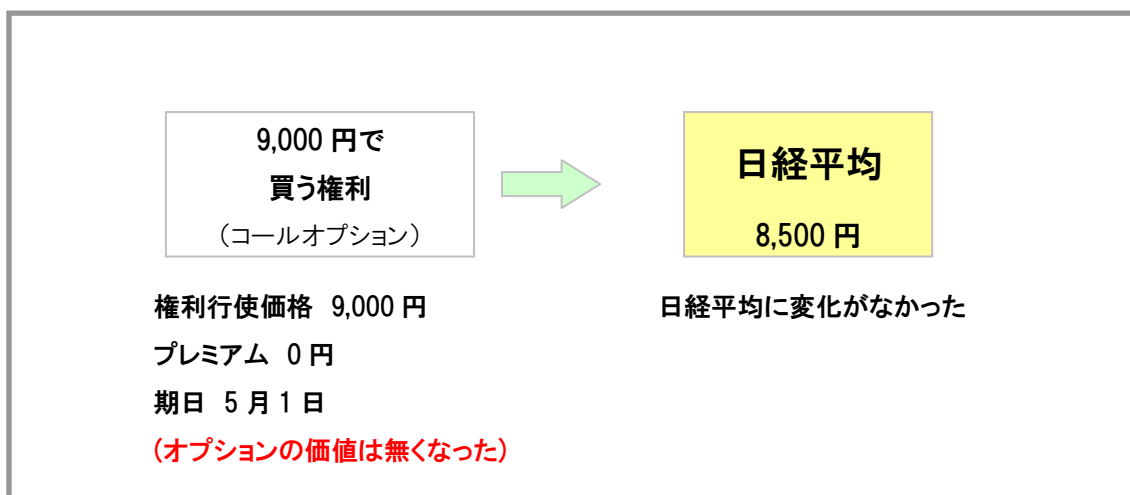 9,000 円で
買う権利
（コールオプション）
日経平均
8,500 円
権利行使価格 9,000 円
プレミアム 0 円
期日 5 月 1 日
(オプションの価値は無くなった)
日経平均に変化がなかった